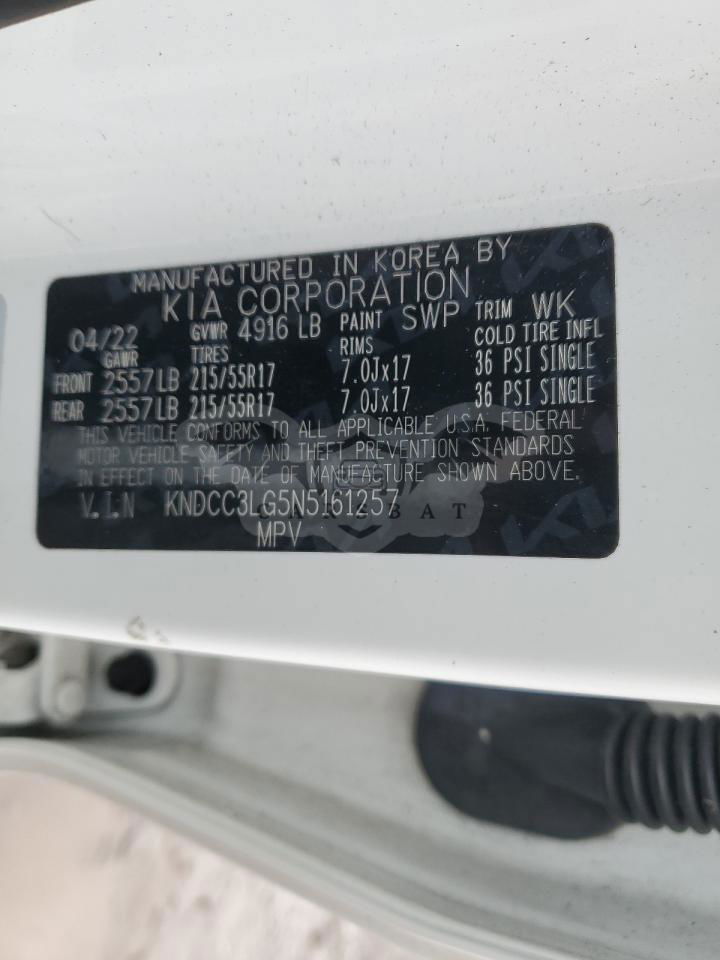 MANUFACTURED IN KOREA BY
KIA CORPORATION
04/22 GVWR 4916 LB PAINT SWP TRIM WK
GAWR TIRES RIMS COLD TIRE INFL
FRONT 2557LB 215/55R17 7.0Jx17 36 PSI SINGLE
REAR 2557LB 215/55R17 7.0Jx17 36 PSI SINGLE
THIS VEHICLE CONFORMS TO ALL APPLICABLE U.S.A. FEDERAL
MOTOR VEHICLE SAFETY AND THEFT PREVENTION STANDARDS
IN EFFECT ON THE DATE OF MANUFACTURE SHOWN ABOVE.
V.I.N KNDCC3LG5N5161257
CARSBAT
MPV